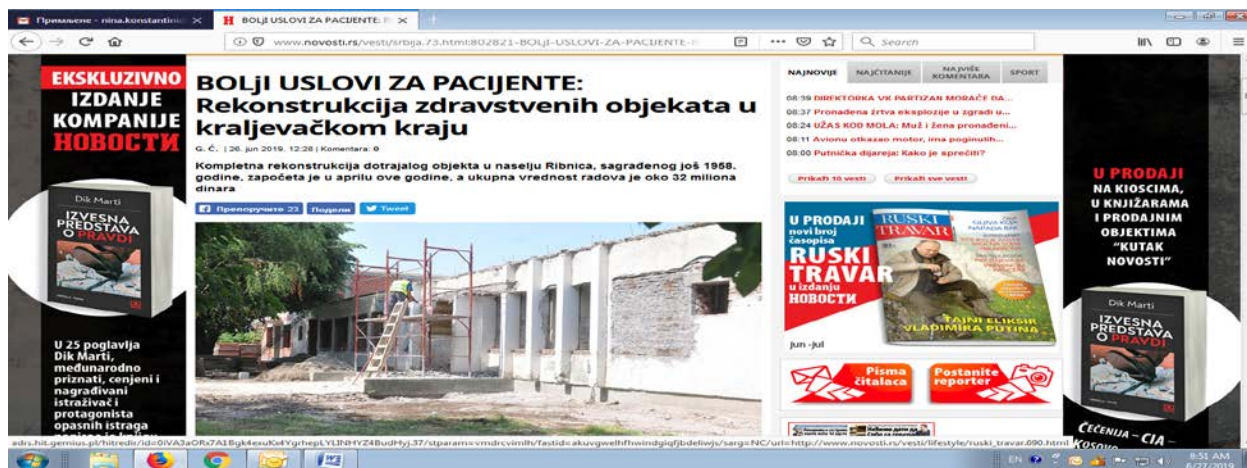 Примљене - nina.konstantinic
BOLJI USLOVI ZA PACIJENTE: R
www.novosti.rs/vesti/srbija.73.html:802821-BOLJI-USLOVI-ZA-PACIJENTE-
Search
EKSKLUZIVNO
IZDANJE
KOMPANIJE
НОВОСТИ
Dik Marti
IZVESNA
PREDSTAVA
O PRAVDI
U 25 poglavlja
Dik Marti,
međunarodno
priznati, cenjeni i
nagrađivani
istraživač i
protagonista
opasnih istraga
BOLjI USLOVI ZA PACIJENTE:
Rekonstrukcija zdravstvenih objekata u
kraljevačkom kraju
G. Ć. | 26. jun 2019. 12:28 | Komentara: 0
Kompletna rekonstrukcija dotrajalog objekta u naselju Ribnica, sagrađenog još 1958.
godine, započeta je u aprilu ove godine, a ukupna vrednost radova je oko 32 miliona
dinara
Препоручите 23 Подели Tweet
NAJNOVIJE NAJČITANIJE NAJVIŠE KOMENTARA SPORT
08:39 DIREKTORKA VK PARTIZAN MORAĆE DA...
08:37 Pronađena žrtva eksplozije u zgradi u...
08:24 UŽAS KOD MOLA: Muž i žena pronađeni...
08:11 Avionu otkazao motor, ima poginulih...
08:00 Putnička dijareja: Kako je sprečiti?
Prikaži 10 vesti Prikaži sve vesti
U PRODAJI
novi broj
časopisa
RUSKI
TRAVAR
u izdanju
НОВОСТИ
jun -jul
RUSKI
TRAVAR
GLJIVA KOJA
NAPADA RAK
TAJNI ELIKSIR
VLADIMIRA PUTINA
Pisma
čitalaca
Postanite
reporter
U PRODAJI
NA KIOSCIMA,
U KNJIŽARAMA
I PRODAJNIM
OBJEKTIMA
"KUTAK
NOVOSTI"
Dik Marti
IZVESNA
PREDSTAVA
O PRAVDI
ČEČENIJA – CIA –
KOSOVO
EN
8:51 AM
6/27/2019